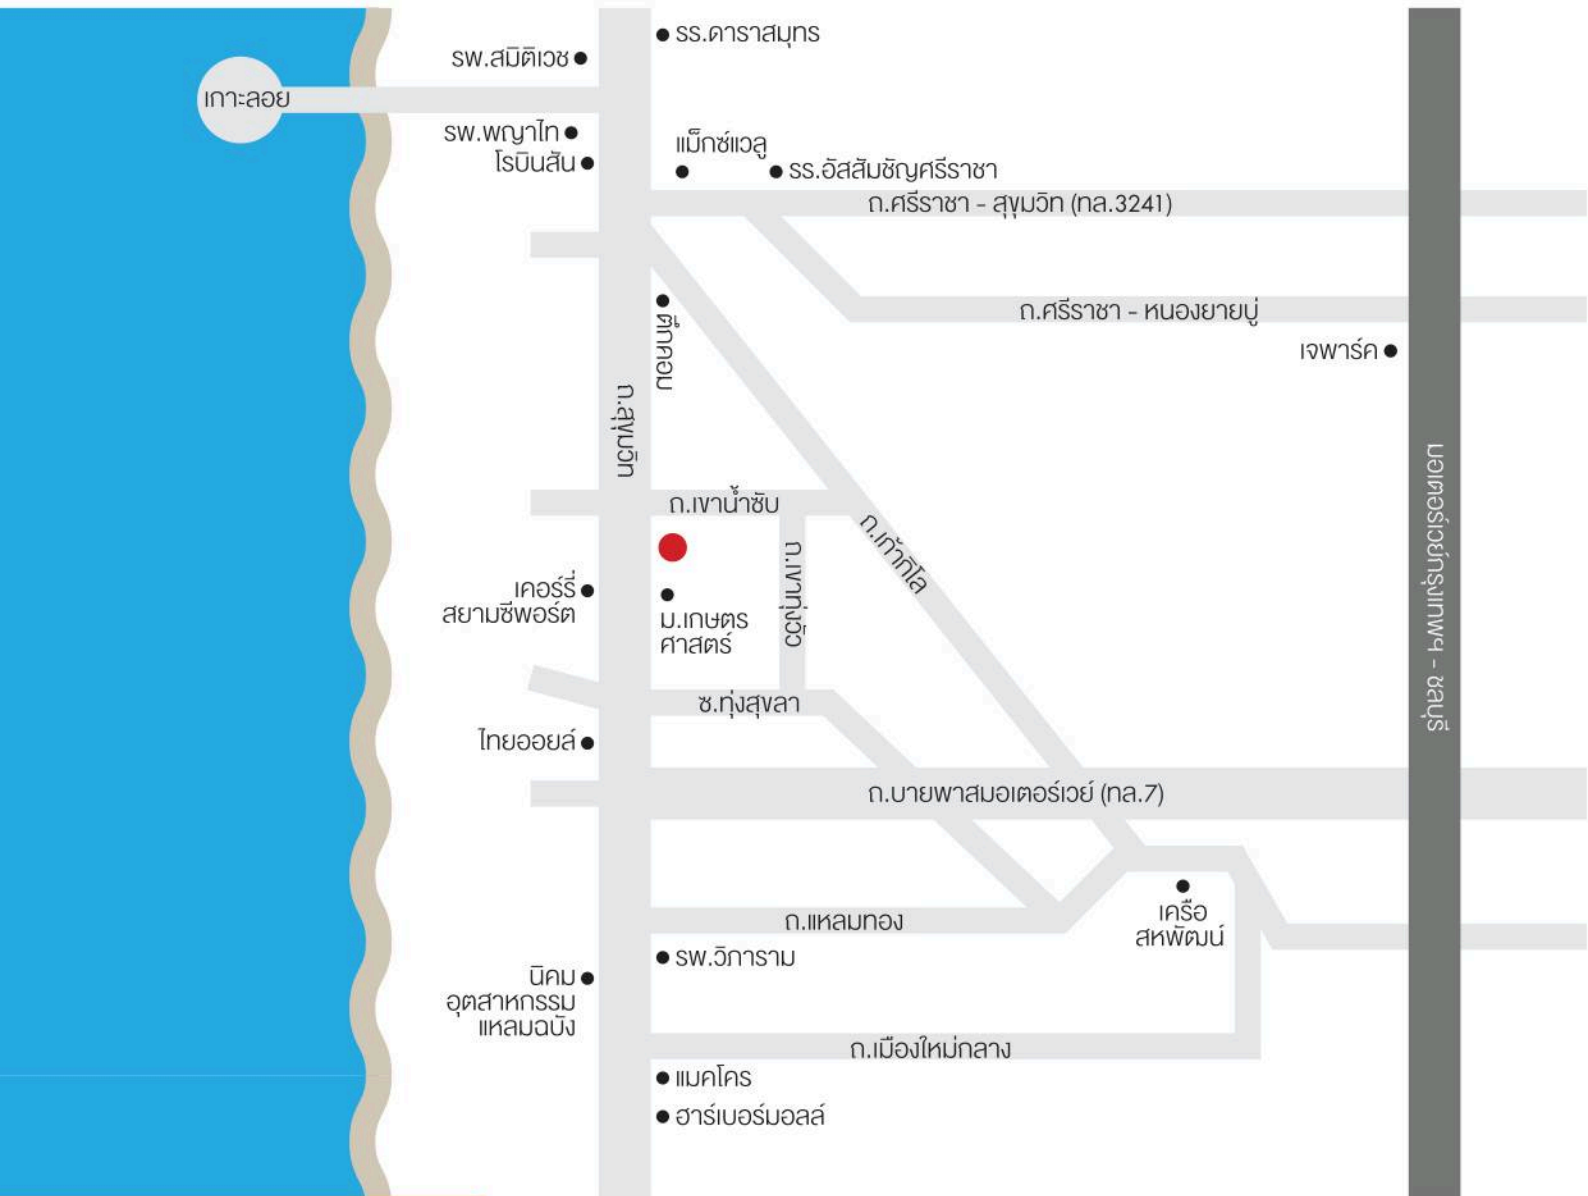 รร.ดาราสมุทร
รพ.สมิติเวช
เกาะลอย
รพ.พญาไท
โรบินสัน
แม็กซ์แวลู
รร.อัสสัมชัญศรีราชา
ถ.ศรีราชา - สุขุมวิท (ทล.3241)
ถ.ศรีราชา - หนองยายบู่
ตึกคอม
เจพาร์ค
ถ.สุขุมวิท
มอเตอร์เวย์กรุงเทพฯ - ชลบุรี
ถ.เขาน้ำซับ
ถ.เก้ากิโล
ถ.เขาทุ่งวัว
เคอร์รี่
สยามซีพอร์ต
ม.เกษตร
ศาสตร์
ซ.ทุ่งสุขลา
ไทยออยล์
ถ.บายพาสมอเตอร์เวย์ (ทล.7)
เครือ
สหพัฒน์
ถ.แหลมทอง
รพ.วิภาราม
นิคม
อุตสาหกรรม
แหลมฉบัง
ถ.เมืองใหม่กลาง
แมคโคร
ฮาร์เบอร์มอลล์